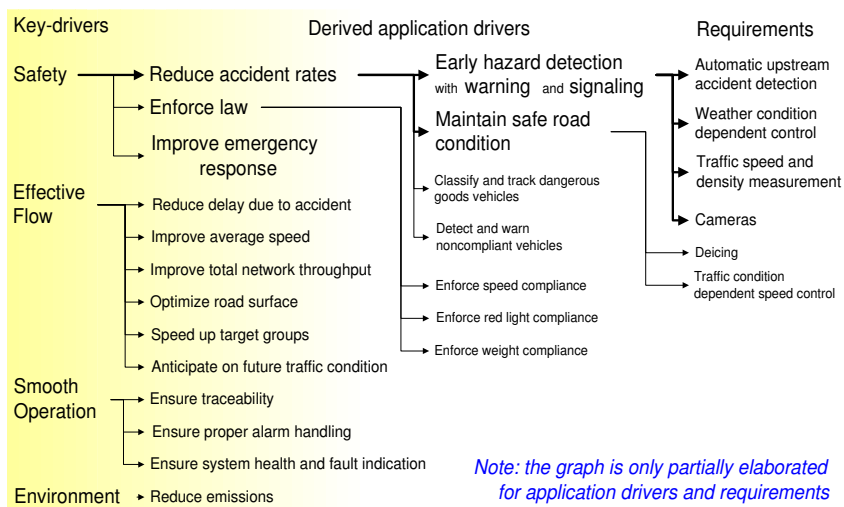 Key-drivers
Derived application drivers
Requirements
Safety
Reduce accident rates
Enforce law
Improve emergency
response
Early hazard detection
with warning and signaling
Maintain safe road
condition
Classify and track dangerous
goods vehicles
Detect and warn
noncompliant vehicles
Enforce speed compliance
Enforce red light compliance
Enforce weight compliance
Automatic upstream
accident detection
Weather condition
dependent control
Traffic speed and
density measurement
Cameras
Deicing
Traffic condition
dependent speed control
Effective
Flow
Reduce delay due to accident
Improve average speed
Improve total network throughput
Optimize road surface
Speed up target groups
Anticipate on future traffic condition
Smooth
Operation
Ensure traceability
Ensure proper alarm handling
Ensure system health and fault indication
Environment
Reduce emissions
Note: the graph is only partially elaborated
for application drivers and requirements